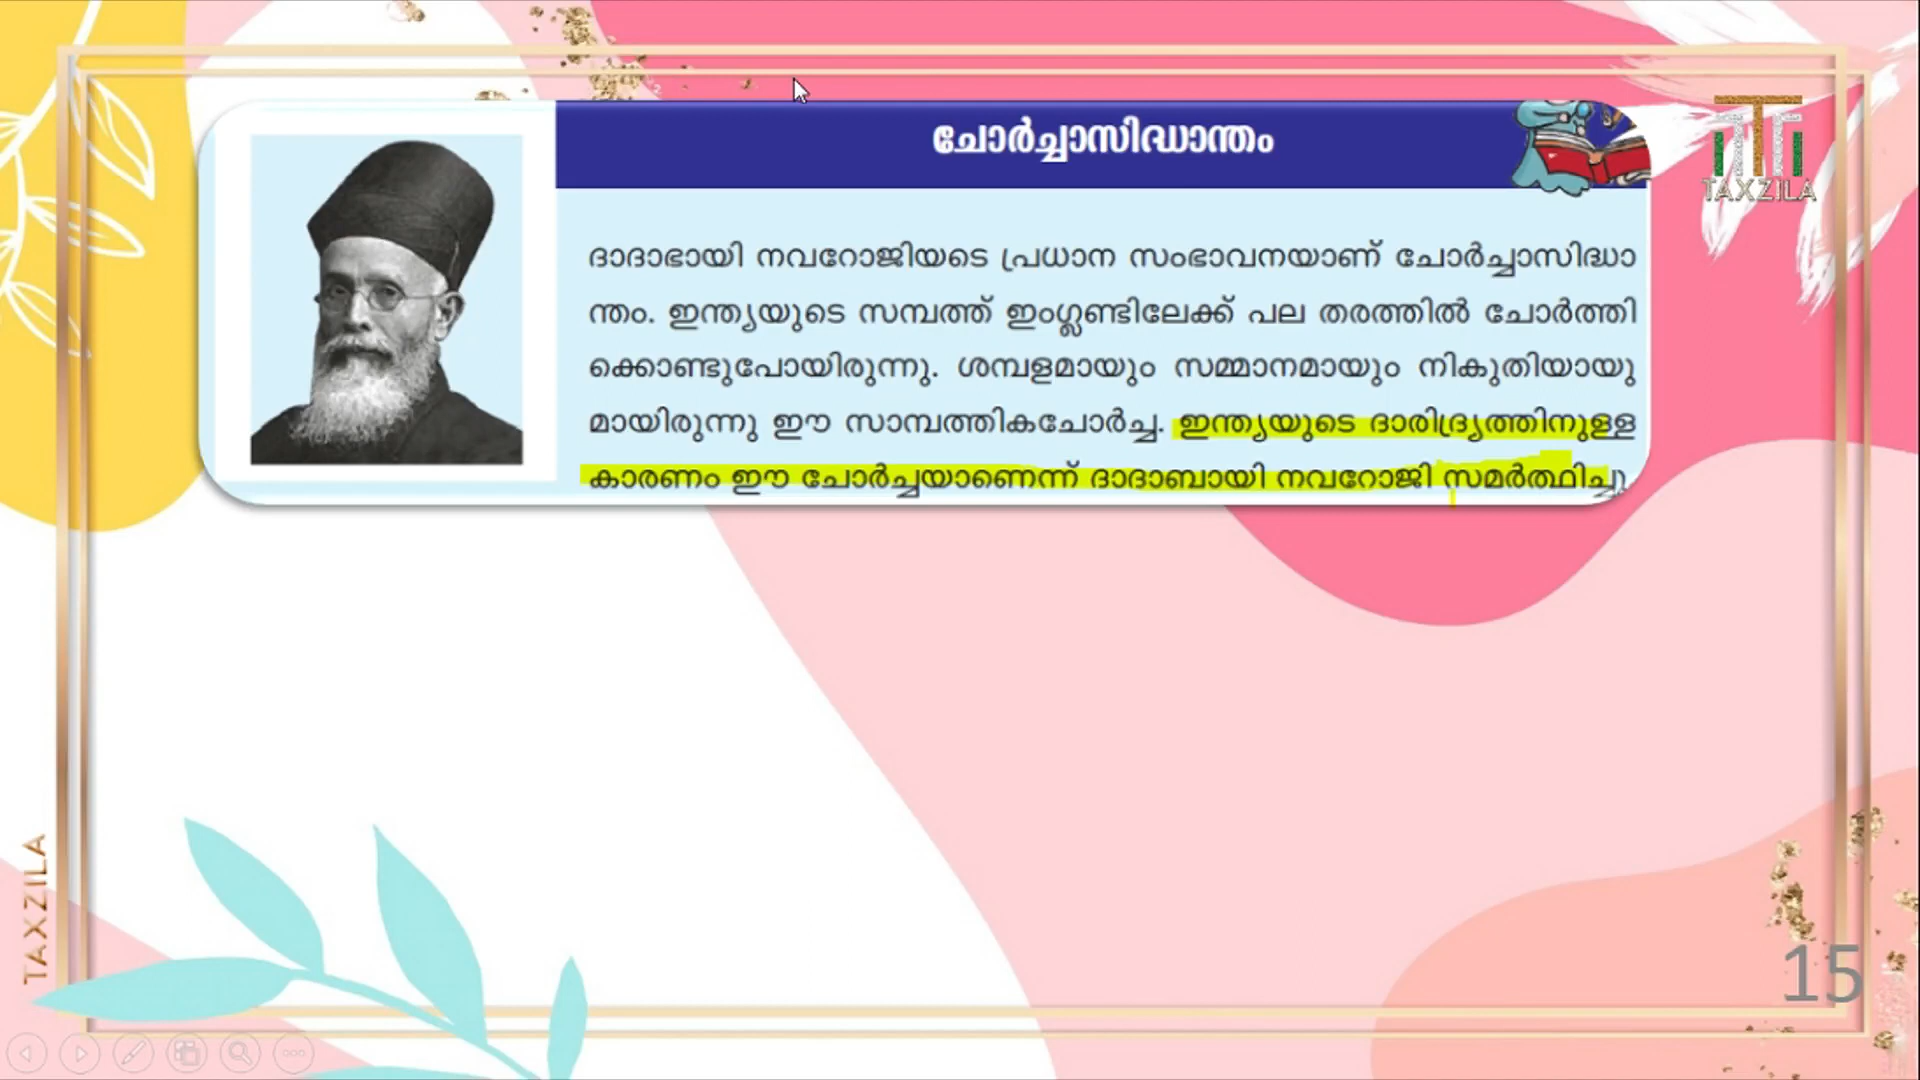 ചോർച്ചാസിദ്ധാന്തം
TAXZILA
ദാദാഭായി നവറോജിയടെ പ്രധാന സംഭാവനയാണ് ചോർച്ചാസിദ്ധാ
ന്തം. ഇന്ത്യയുടെ സമ്പത്ത് ഇംഗ്ലണ്ടിലേക്ക് പല തരത്തിൽ ചോർത്തി
ക്കൊണ്ടുപോയിരുന്നു. ശമ്പളമായും സമ്മാനമായും നികുതിയായു
മായിരുന്നു ഈ സാമ്പത്തികചോർച്ച. ഇന്ത്യയുടെ ദാരിദ്ര്യത്തിനുള്ള
കാരണം ഈ ചോർച്ചയാണെന്ന് ദാദാബായി നവറോജി സമർത്ഥിച്ചു.
TAXZILA
15